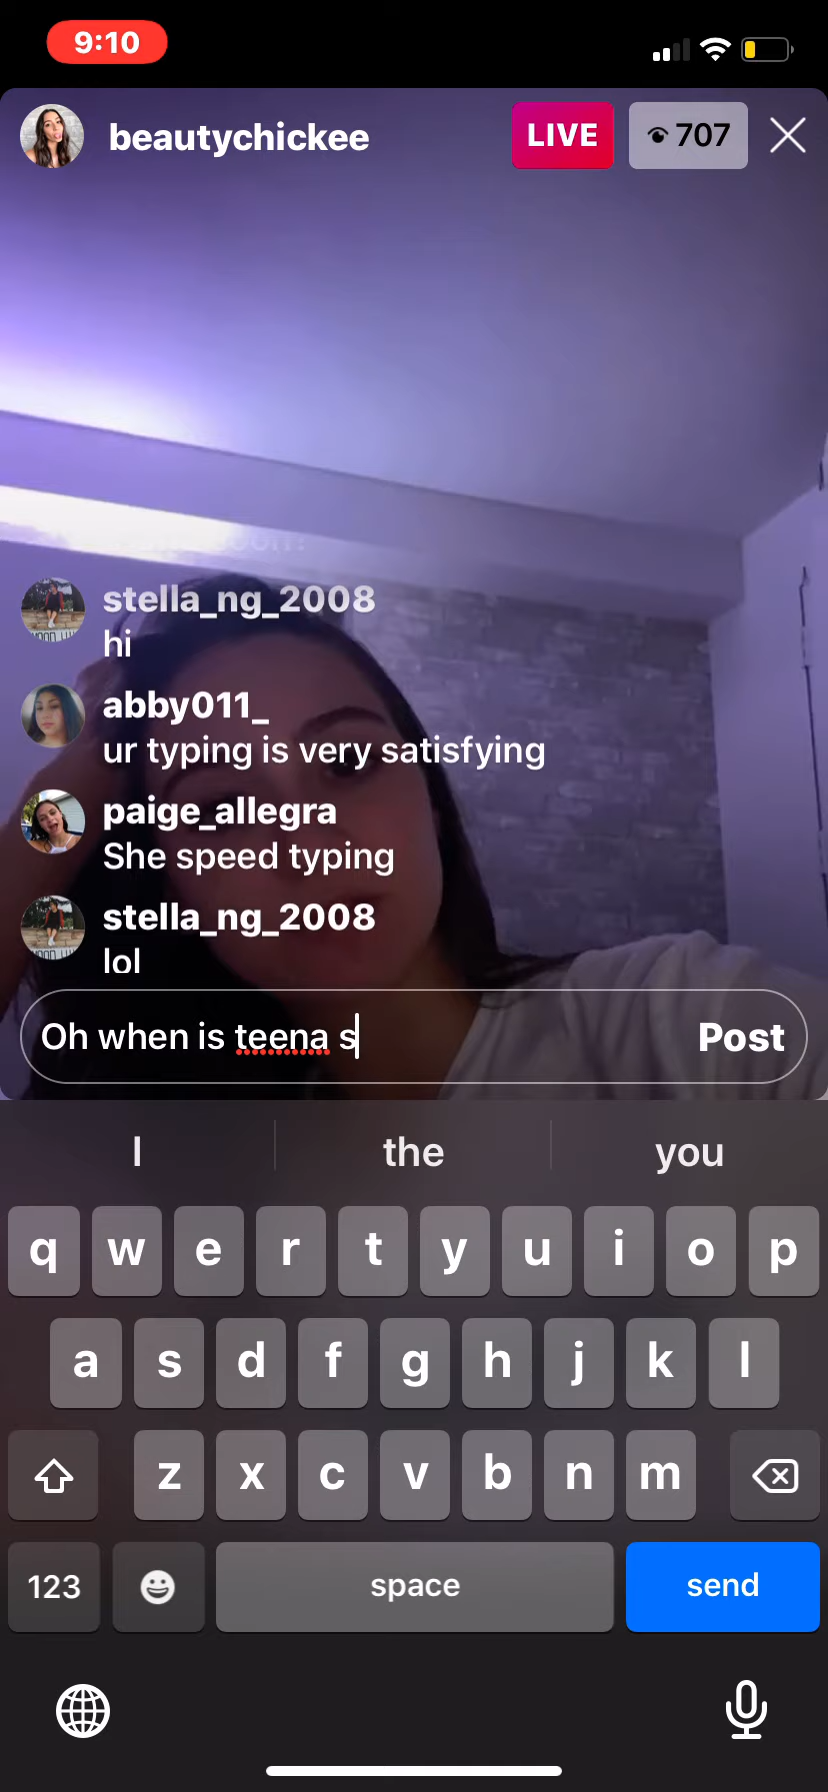 9:10
beautychickee
LIVE
707
stella_ng_2008
hi
abby011_
ur typing is very satisfying
paige_allegra
She speed typing
stella_ng_2008
lol
Oh when is teena s
Post
I the you
q w e r t y u i o p
a s d f g h j k l
z x c v b n m
123 space send